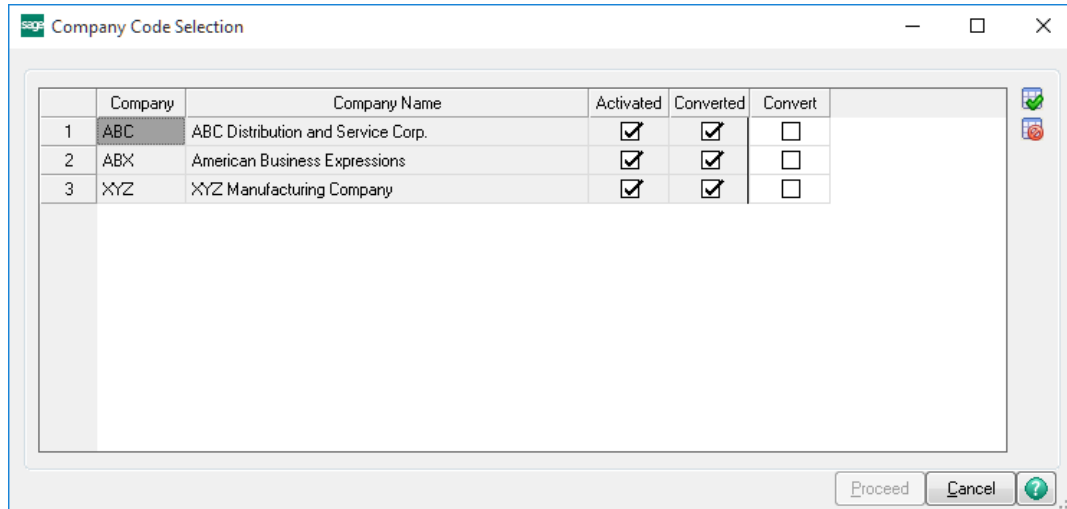 sage Company Code Selection
Company Company Name Activated Converted Convert
1 ABC ABC Distribution and Service Corp.
2 ABX American Business Expressions
3 XYZ XYZ Manufacturing Company
Proceed Cancel ?